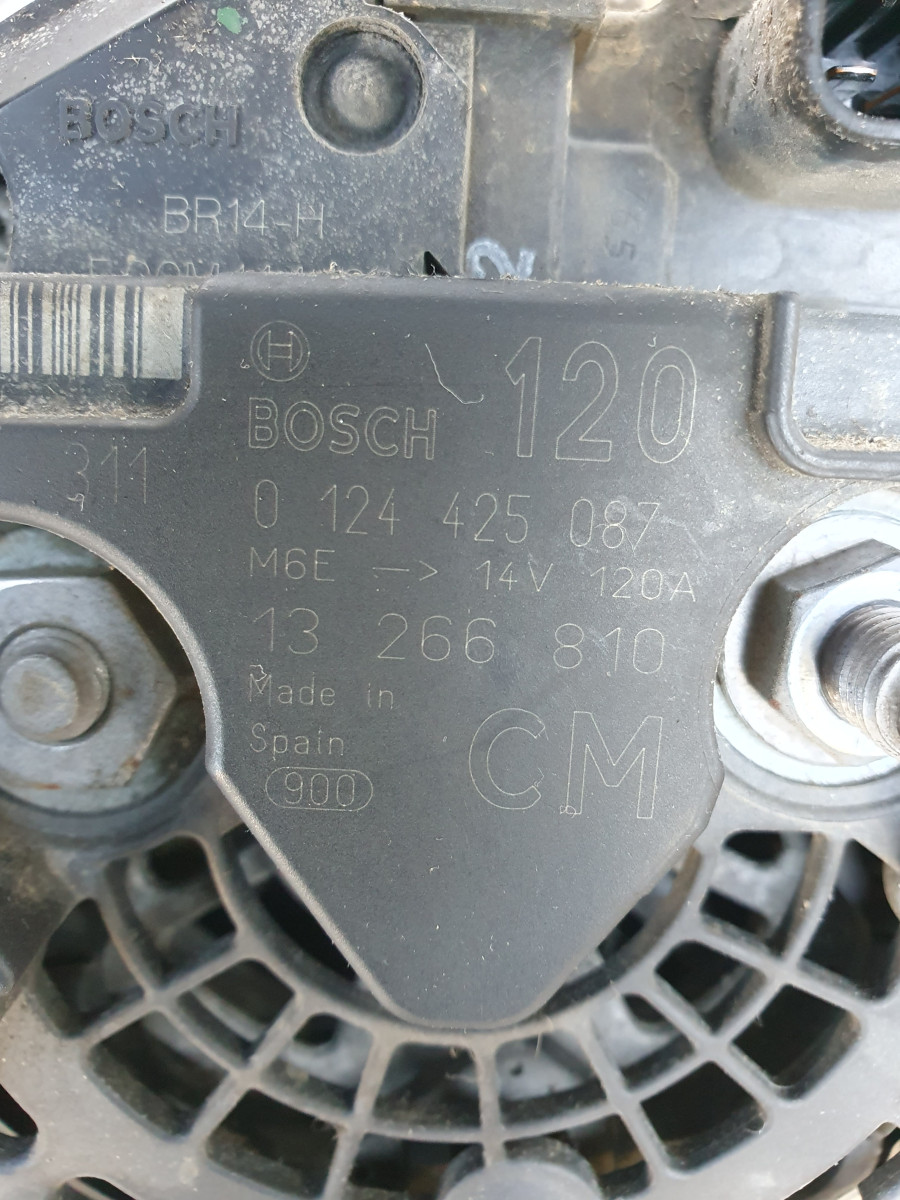 BOSCH
BR14-H
H
BOSCH
120
311
0 124 425 087
M6E —> 14V 120A
13 266 810
Made in
Spain
900
CM